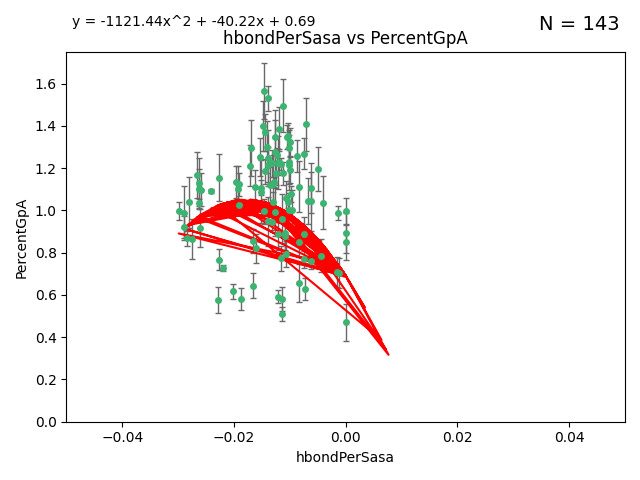 y = -1121.44x^2 + -40.22x + 0.69
N = 143
hbondPerSasa vs PercentGpA
PercentGpA
1.6
1.4
1.2
1.0
0.8
0.6
0.4
0.2
0.0
−0.04
−0.02
0.00
0.02
0.04
hbondPerSasa